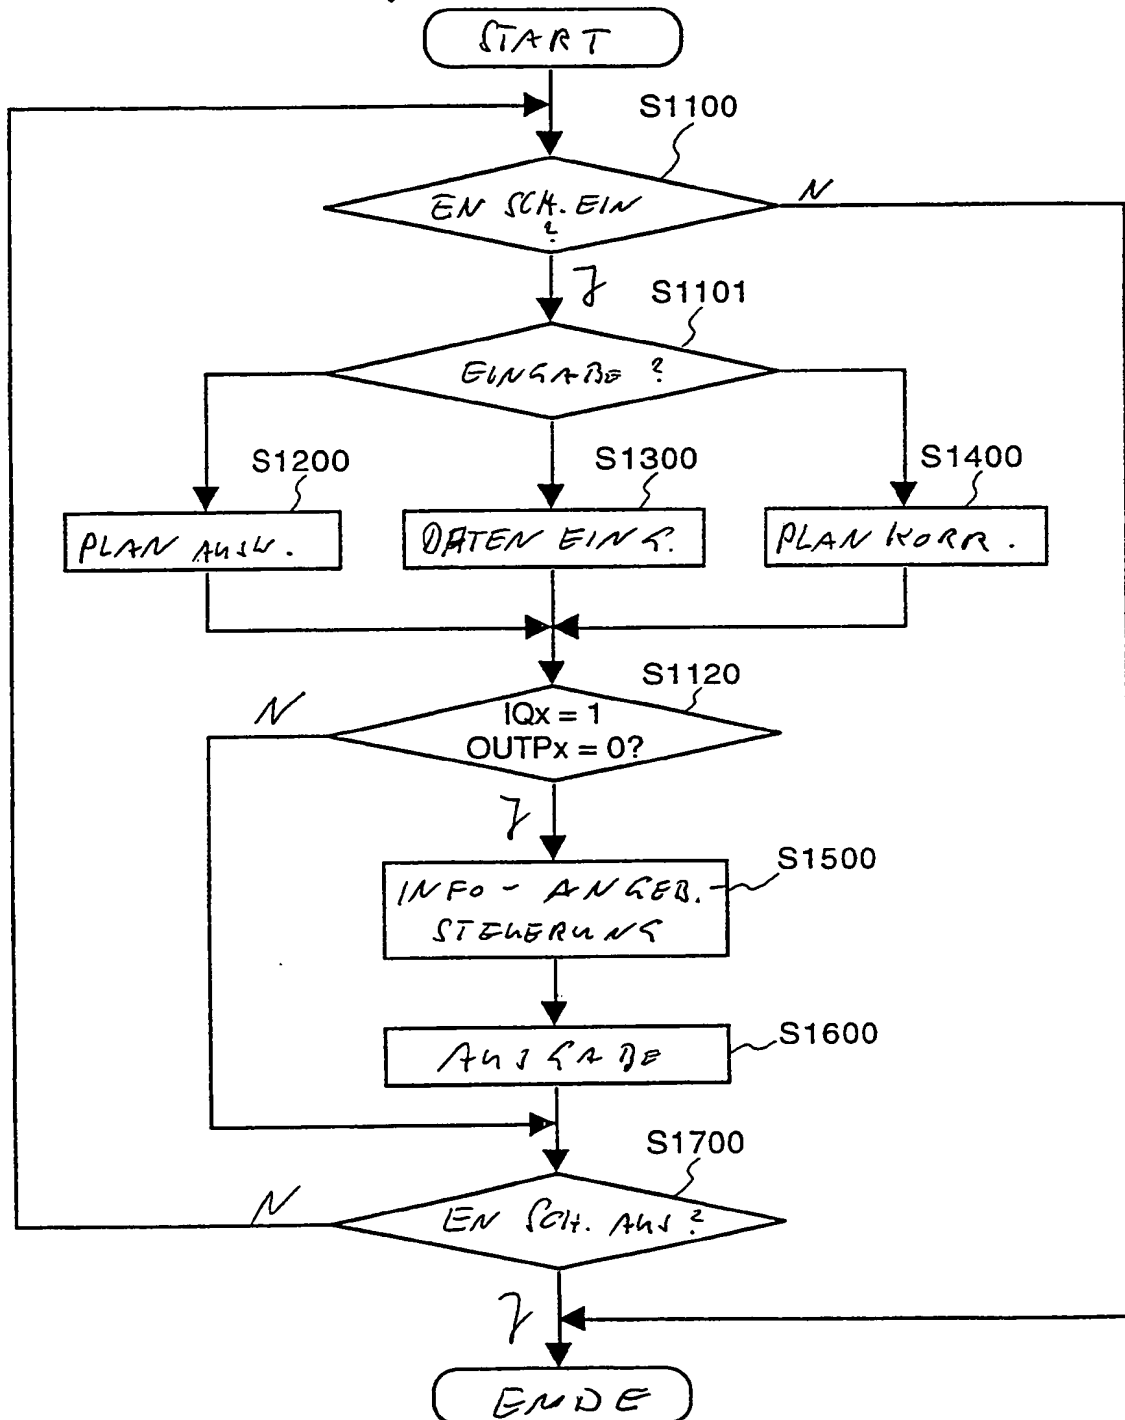 START
S1100
EN SCH. EIN
?
N
J
S1101
EINGABE ?
S1200
S1300
S1400
PLAN AUSW.
DATEN EING.
PLAN KORR.
S1120
N
IQx = 1
OUTPx = 0?
J
S1500
INFO - ANGEB.
STEUERUNG
S1600
AUSGABE
S1700
N
EN SCH. AUS ?
J
ENDE